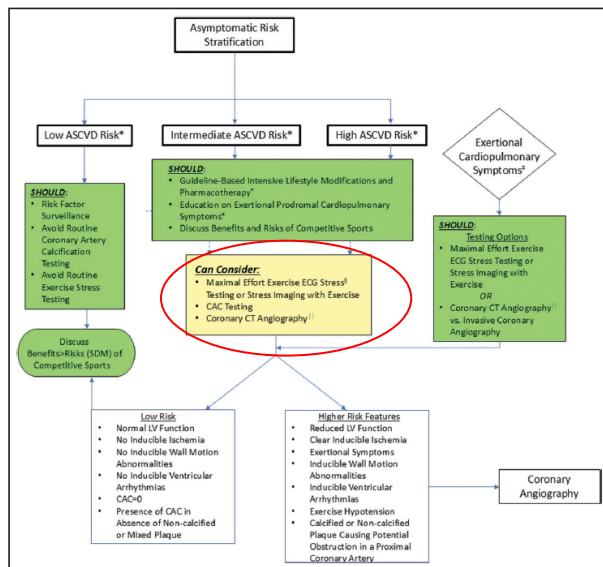 Asymptomatic Risk
Stratification
Low ASCVD Risk*
Intermediate ASCVD Risk*
High ASCVD Risk*
Exertional
Cardiopulmonary
Symptoms‡
SHOULD:
• Risk Factor
Surveillance
• Avoid Routine
Coronary Artery
Calcification
Testing
• Avoid Routine
Exercise Stress
Testing
SHOULD:
• Guideline-Based Intensive Lifestyle Modifications and
Pharmacotherapy†
• Education on Exertional Prodromal Cardiopulmonary
Symptoms‡
• Discuss Benefits and Risks of Competitive Sports
SHOULD:
Testing Options
• Maximal Effort Exercise
ECG Stress Testing or
Stress Imaging with
Exercise
OR
• Coronary CT Angiography||
vs. Invasive Coronary
Angiography
Can Consider:
• Maximal Effort Exercise ECG Stress§
Testing or Stress Imaging with Exercise
• CAC Testing
• Coronary CT Angiography||
Discuss
Benefits>Risks (SDM) of
Competitive Sports
Low Risk
• Normal LV Function
• No Inducible Ischemia
• No Inducible Wall Motion
Abnormalities
• No Inducible Ventricular
Arrhythmias
• CAC=0
• Presence of CAC in
Absence of Non-calcified
or Mixed Plaque
Higher Risk Features
• Reduced LV Function
• Clear Inducible Ischemia
• Exertional Symptoms
• Inducible Wall Motion
Abnormalities
• Inducible Ventricular
Arrhythmias
• Exercise Hypotension
• Calcified or Non-calcified
Plaque Causing Potential
Obstruction in a Proximal
Coronary Artery
Coronary
Angiography